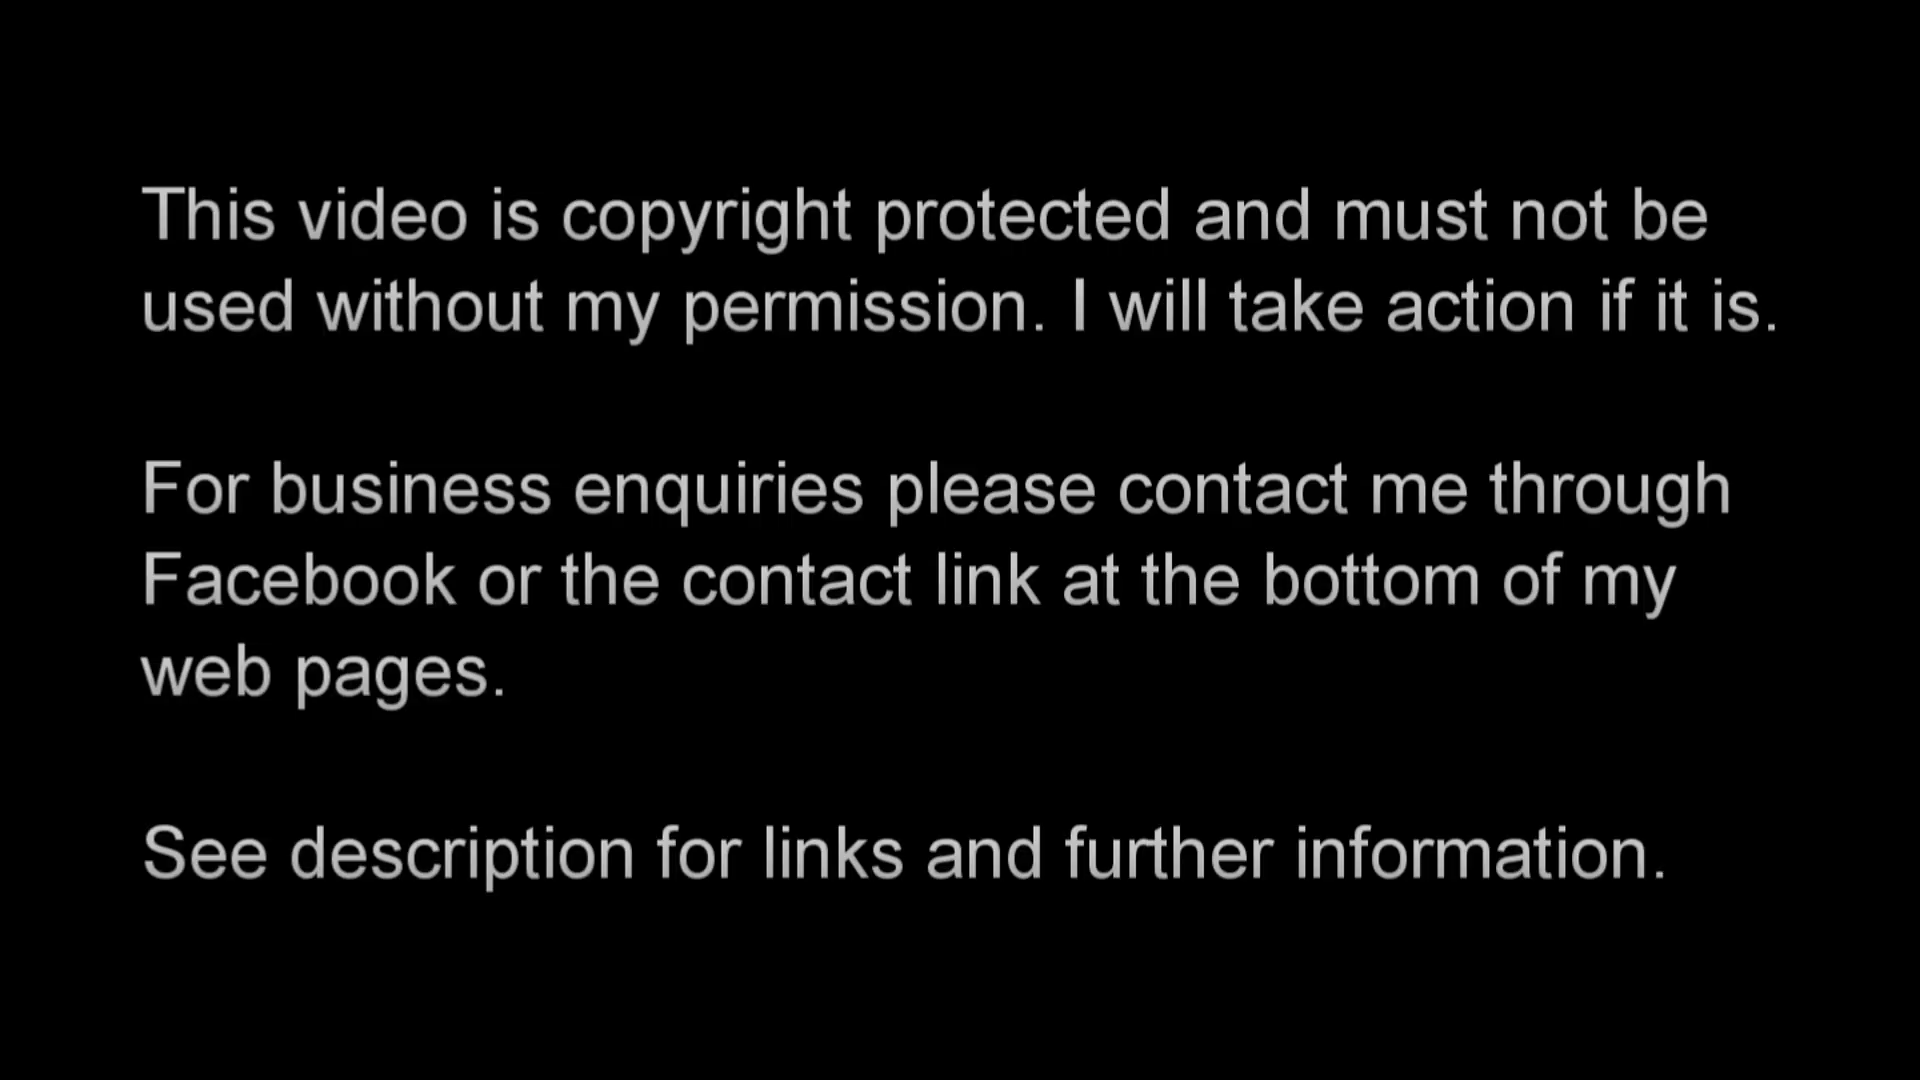 This video is copyright protected and must not be
used without my permission. I will take action if it is.
For business enquiries please contact me through
Facebook or the contact link at the bottom of my
web pages.
See description for links and further information.